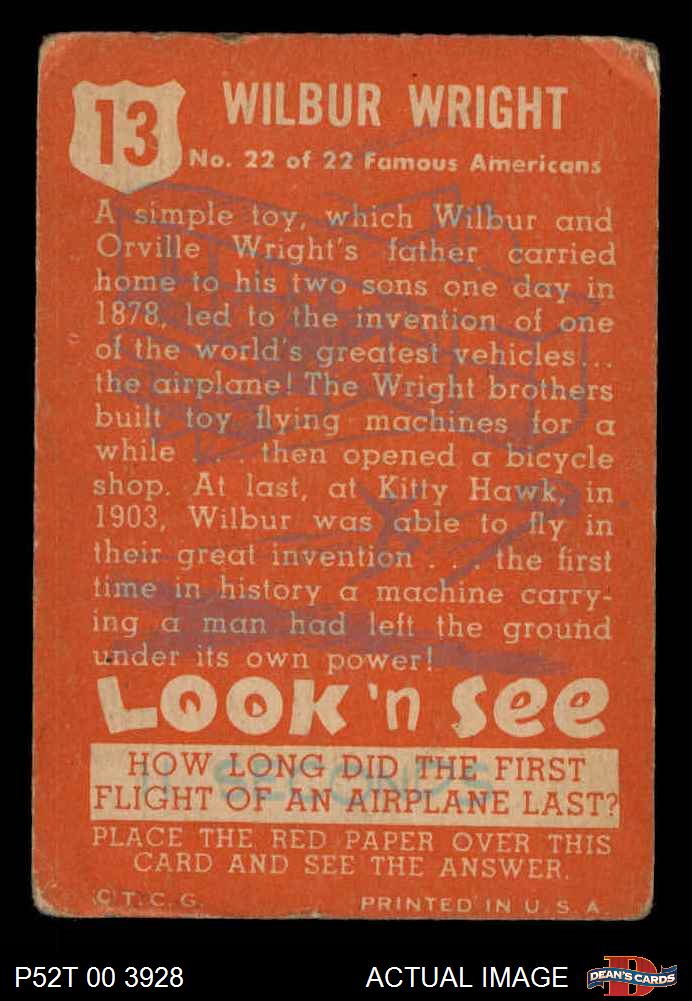 13
WILBUR WRIGHT
No. 22 of 22 Famous Americans
A simple toy, which Wilbur and
Orville Wright's father carried
home to his two sons one day in
1878, led to the invention of one
of the world's greatest vehicles...
the airplane! The Wright brothers
built toy flying machines for a
while . . . then opened a bicycle
shop. At last, at Kitty Hawk, in
1903, Wilbur was able to fly in
their great invention . . . the first
time in history a machine carry-
ing a man had left the ground
under its own power!
LOOK 'n SEE
HOW LONG DID THE FIRST
SECONDS
FLIGHT OF AN AIRPLANE LAST?
PLACE THE RED PAPER OVER THIS
CARD AND SEE THE ANSWER.
© T. C. G. PRINTED IN U. S. A.
P52T 00 3928 ACTUAL IMAGE DEAN'S CARDS